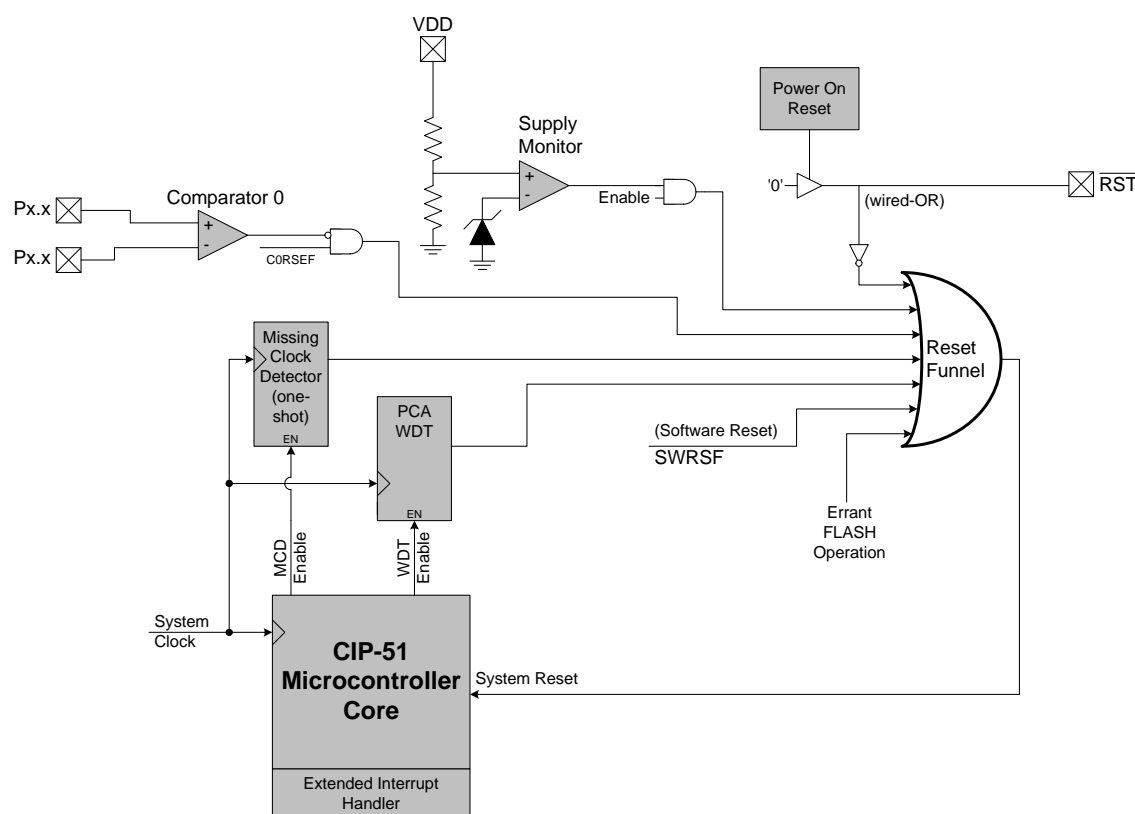 VDD
Power On
Reset
Supply
Monitor
+
-
Enable
'0'
(wired-OR)
RST
Px.x
Px.x
Comparator 0
+
-
C0RSEF
Missing
Clock
Detector
(one-
shot)
EN
PCA
WDT
EN
Reset
Funnel
(Software Reset)
SWRSF
Errant
FLASH
Operation
MCD
Enable
WDT
Enable
System
Clock
CIP-51
Microcontroller
Core
System Reset
Extended Interrupt
Handler